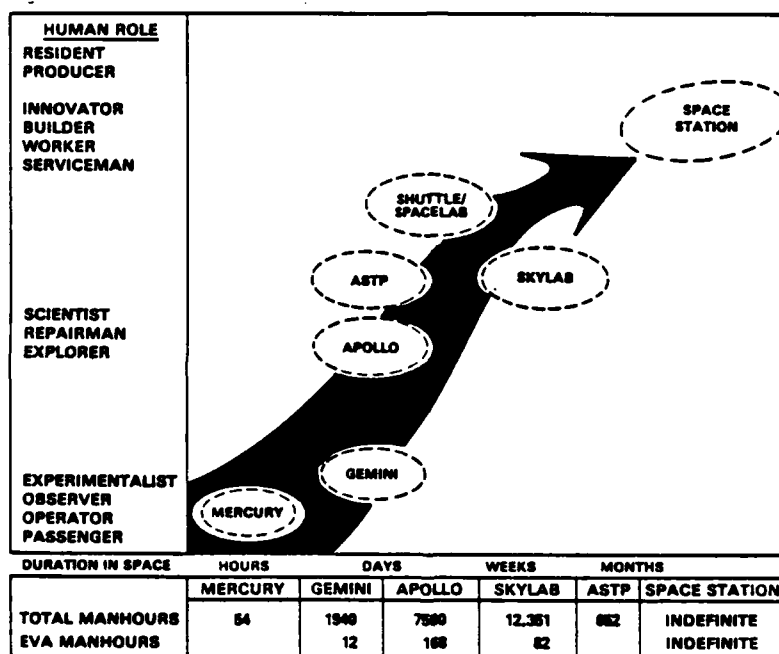 HUMAN ROLE
RESIDENT
PRODUCER
INNOVATOR
BUILDER
WORKER
SERVICEMAN
SCIENTIST
REPAIRMAN
EXPLORER
EXPERIMENTALIST
OBSERVER
OPERATOR
PASSENGER
SPACE
STATION
SHUTTLE/
SPACELAB
ASTP
SKYLAB
APOLLO
GEMINI
MERCURY
DURATION IN SPACE HOURS DAYS WEEKS MONTHS
MERCURY GEMINI APOLLO SKYLAB ASTP SPACE STATION
TOTAL MANHOURS 54 1940 12,351 INDEFINITE
EVA MANHOURS 12 82 INDEFINITE